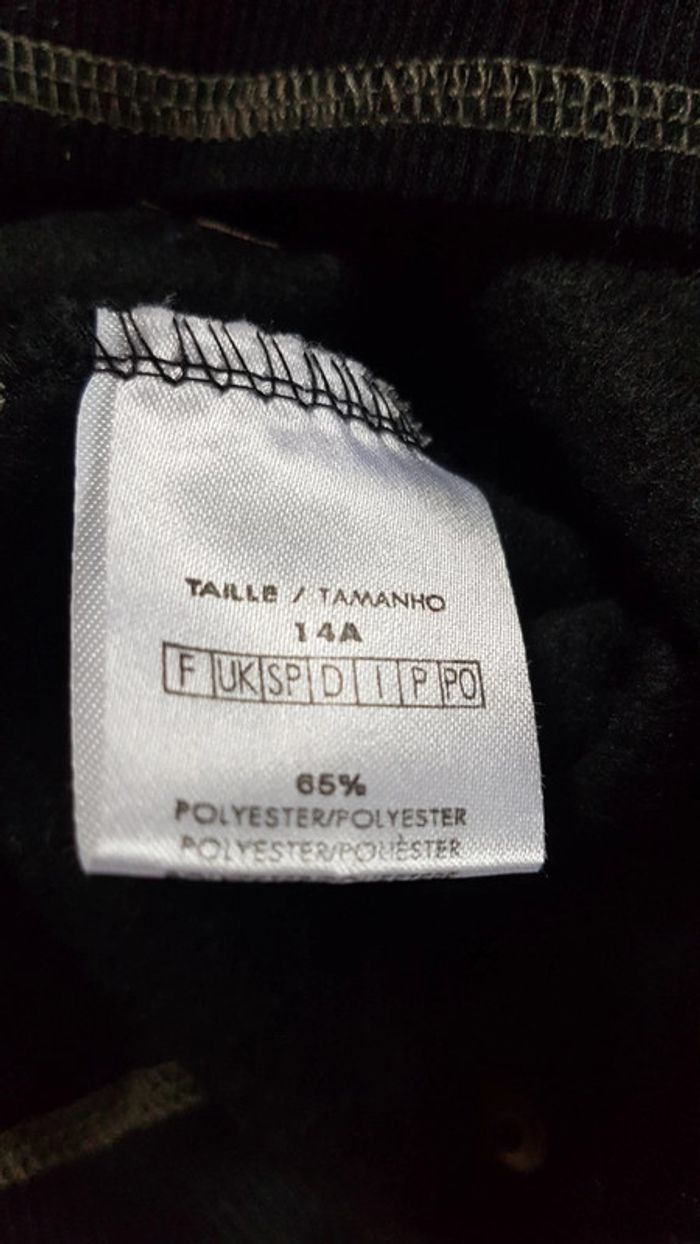 TAILLE / TAMANHO
14A
F UK SP D I P PO
65%
POLYESTER/POLYESTER
POLYESTER/POLIÈSTER